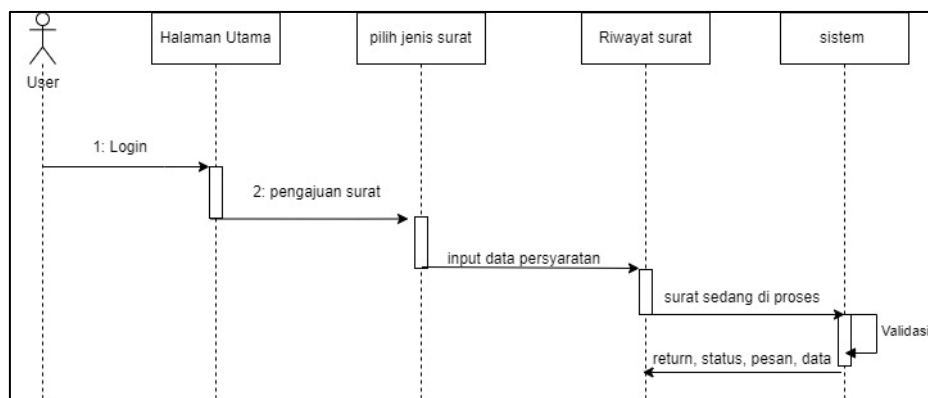 User
Halaman Utama
pilih jenis surat
Riwayat surat
sistem
1: Login
2: pengajuan surat
input data persyaratan
surat sedang di proses
Validasi
return, status, pesan, data